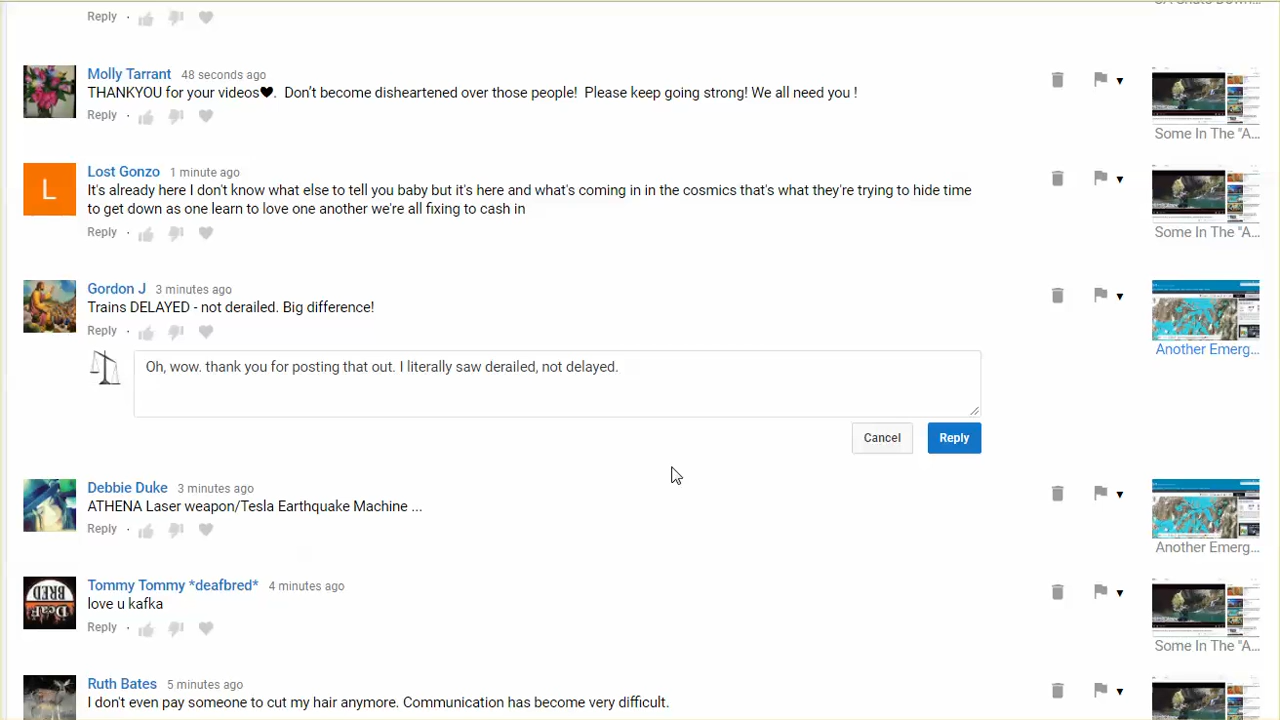 Reply ·
Molly Tarrant 48 seconds ago
THANKYOU for your videos♥. Don't become disheartened over the people! Please keep going strong! We all need you !
Reply ·
Some In The "A...
Lost Gonzo 1 minute ago
It's already here I don't know what else to tell you baby but it's here and what's coming in in the cosmics that's what they're trying to hide time
to get down as one learn to love one another we're all fixing to cash in
Reply ·
Some In The "A...
Gordon J 3 minutes ago
Trains DELAYED - not derailed. Big difference!
Reply ·
Another Emerg...
Oh, wow. thank you for posting that out. I literally saw derailed, not delayed.
Cancel Reply
Debbie Duke 3 minutes ago
ATHENA Laser weapon/Tesla Earthquake Machine ...
Reply ·
Another Emerg...
Tommy Tommy *deafbred* 4 minutes ago
love u kafka
Reply ·
Some In The "A...
Ruth Bates 5 minutes ago
I don't even pay someone to cut my hair anymore. Communication has become very difficult.